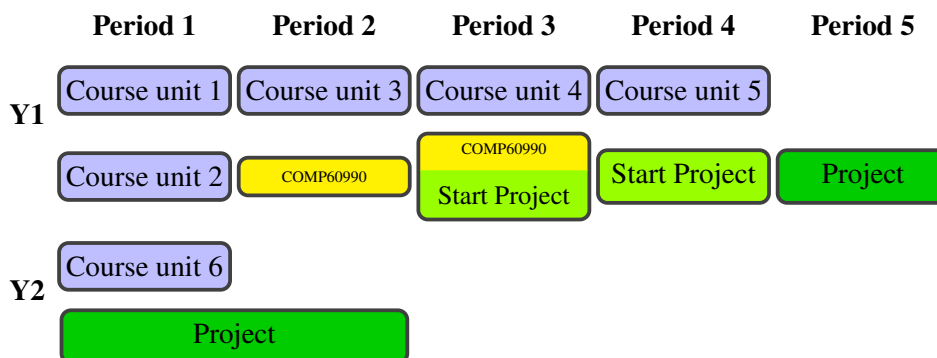 Period 1 Period 2 Period 3 Period 4 Period 5
Y1
Course unit 1 Course unit 3 Course unit 4 Course unit 5
Course unit 2 COMP60990 COMP60990 Start Project Start Project Project
Y2
Course unit 6
Project